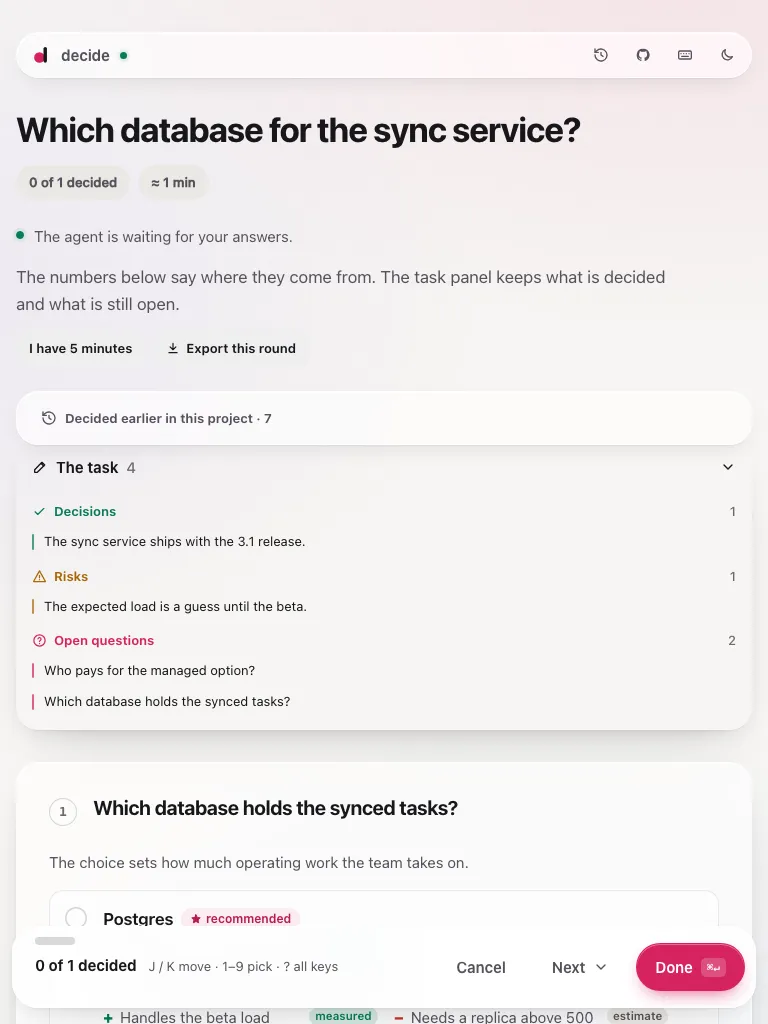 decide
Which database for the sync service?
0 of 1 decided
≈ 1 min
The agent is waiting for your answers.
The numbers below say where they come from. The task panel keeps what is decided
and what is still open.
I have 5 minutes
Export this round
Decided earlier in this project · 7
The task 4
Decisions 1
The sync service ships with the 3.1 release.
Risks 1
The expected load is a guess until the beta.
Open questions 2
Who pays for the managed option?
Which database holds the synced tasks?
1 Which database holds the synced tasks?
The choice sets how much operating work the team takes on.
Postgres ★ recommended
0 of 1 decided J / K move · 1–9 pick · ? all keys
Cancel
Next
Done ⌘↵
+ Handles the beta load measured
− Needs a replica above 500 estimate